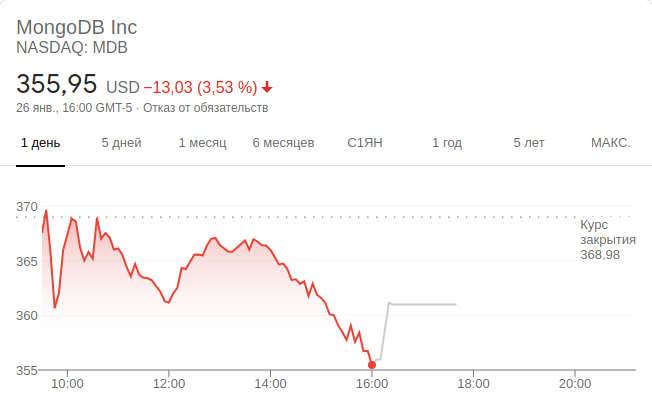 MongoDB Inc
NASDAQ: MDB
355,95 USD −13,03 (3,53 %)
26 янв., 16:00 GMT-5 · Отказ от обязательств
1 день 5 дней 1 месяц 6 месяцев С1ЯН 1 год 5 лет МАКС.
370
Курс
закрытия
368,98
365
360
355
10:00 12:00 14:00 16:00 18:00 20:00